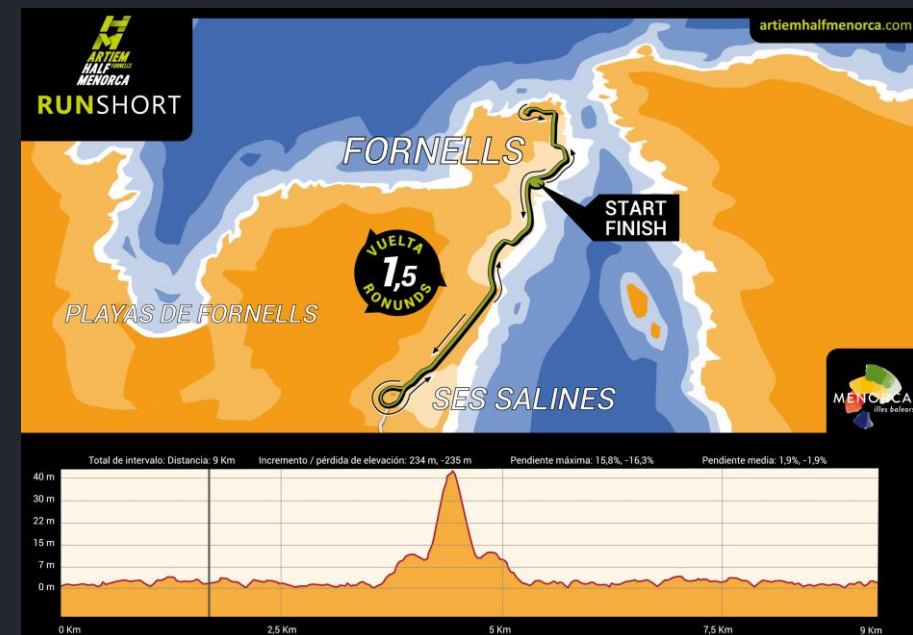 artiemhalfmenorca.com
HM
ARTIEM
HALF FORNELLS
MENORCA
RUNSHORT
FORNELLS
START
FINISH
VUELTA
1,5
RONUNDS
PLAYAS DE FORNELLS
SES SALINES
MENORCA
illes balears
Total de intervalo: Distancia: 9 Km Incremento / pérdida de elevación: 234 m, -235 m Pendiente máxima: 15,8%, -16,3% Pendiente media: 1,9%, -1,9%
40 m
30 m
22 m
15 m
7 m
0 m
0 Km 2,5 Km 5 Km 7,5 Km 9 Km